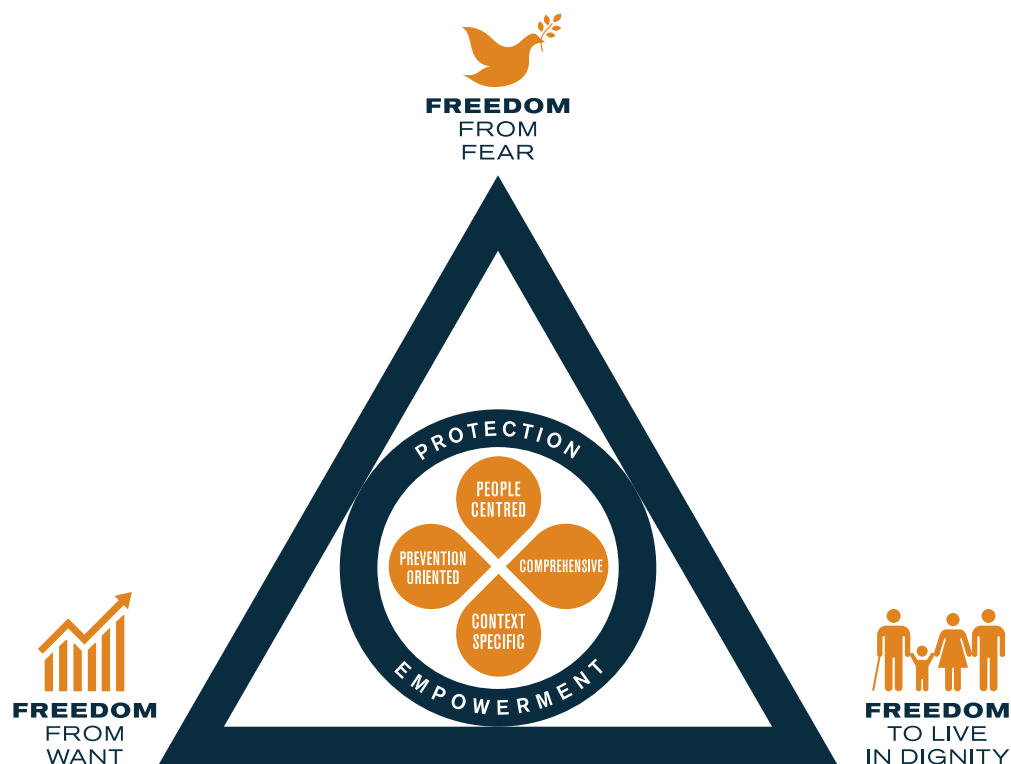 FREEDOM
FROM
FEAR
PROTECTION
PEOPLE
CENTRED
PREVENTION
ORIENTED
COMPREHENSIVE
CONTEXT
SPECIFIC
EMPOWERMENT
FREEDOM
FROM
WANT
FREEDOM
TO LIVE
IN DIGNITY